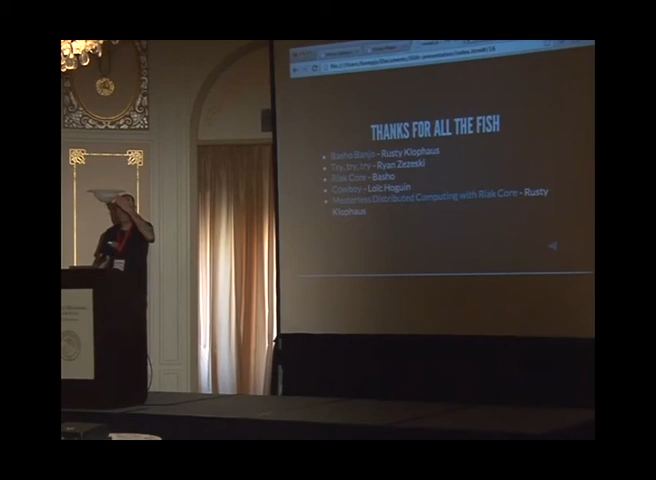 THANKS FOR ALL THE FISH
Basho Banjo - Rusty Klophaus
Try, try, try - Ryan Zezeski
Riak Core - Basho
Cowboy - Loïc Hoguin
Masterless Distributed Computing with Riak Core - Rusty
Klophaus